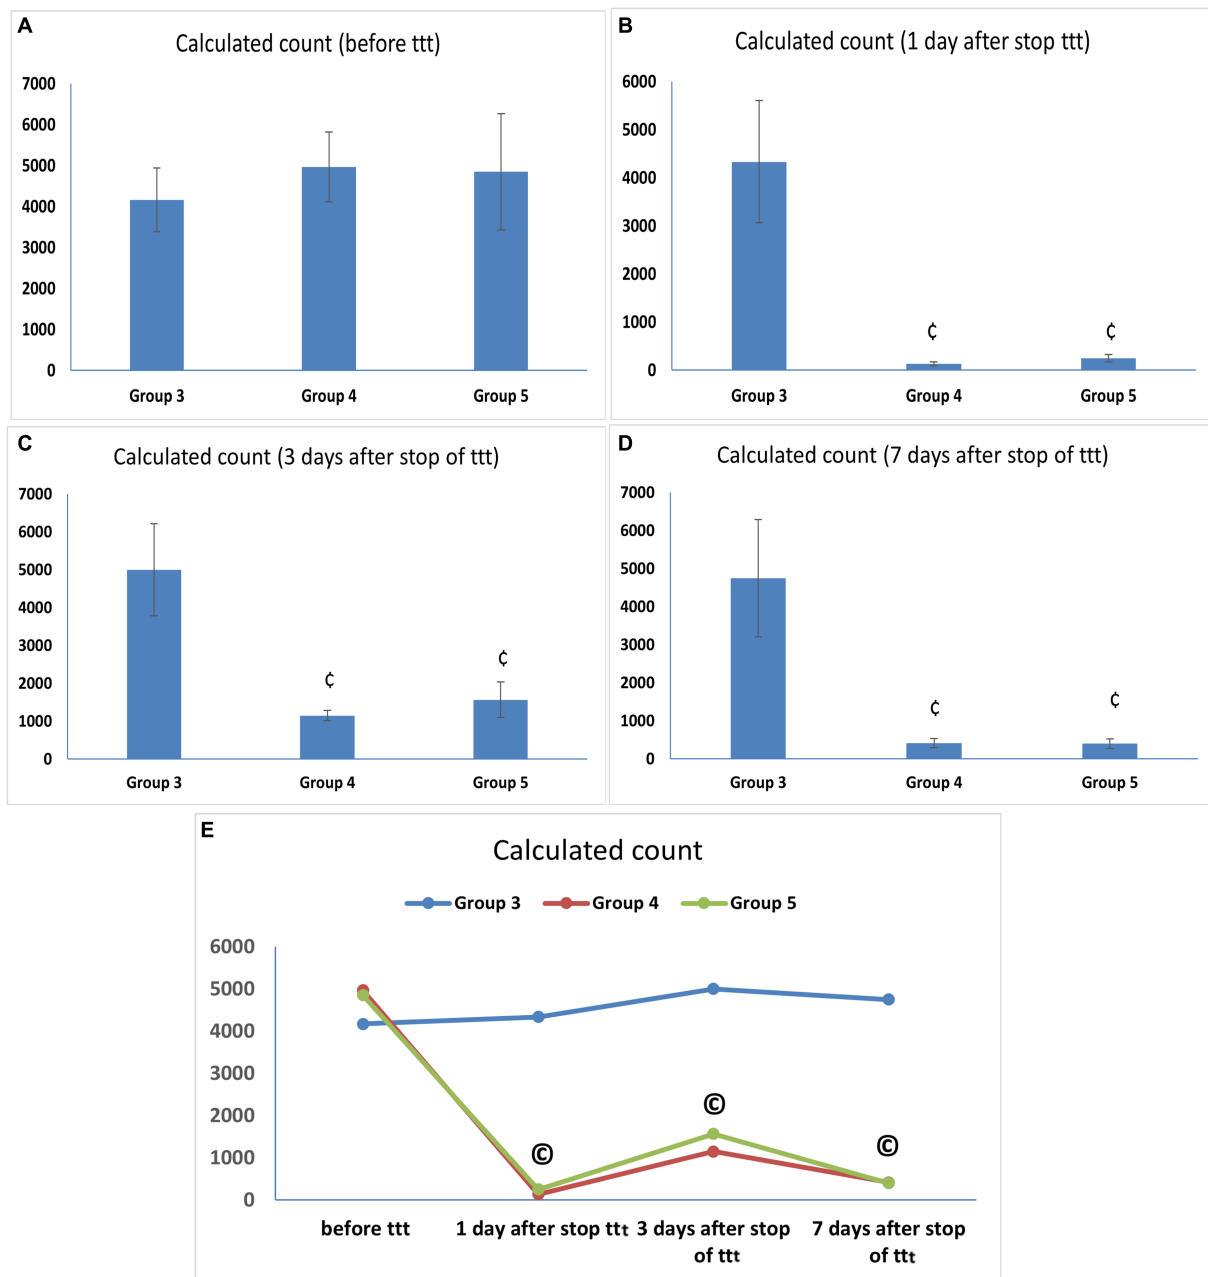 A
Calculated count (before ttt)
7000
6000
5000
4000
3000
2000
1000
0
Group 3 Group 4 Group 5
B
Calculated count (1 day after stop ttt)
6000
5000
4000
3000
2000
1000
0
¢ ¢
Group 3 Group 4 Group 5
C
Calculated count (3 days after stop of ttt)
7000
6000
5000
4000
3000
2000
1000
0
¢ ¢
Group 3 Group 4 Group 5
D
Calculated count (7 days after stop of ttt)
7000
6000
5000
4000
3000
2000
1000
0
¢ ¢
Group 3 Group 4 Group 5
E
Calculated count
Group 3 Group 4 Group 5
6000
5000
4000
3000
2000
1000
0
© © ©
before ttt 1 day after stop ttt 3 days after stop 7 days after stop
of ttt of ttt